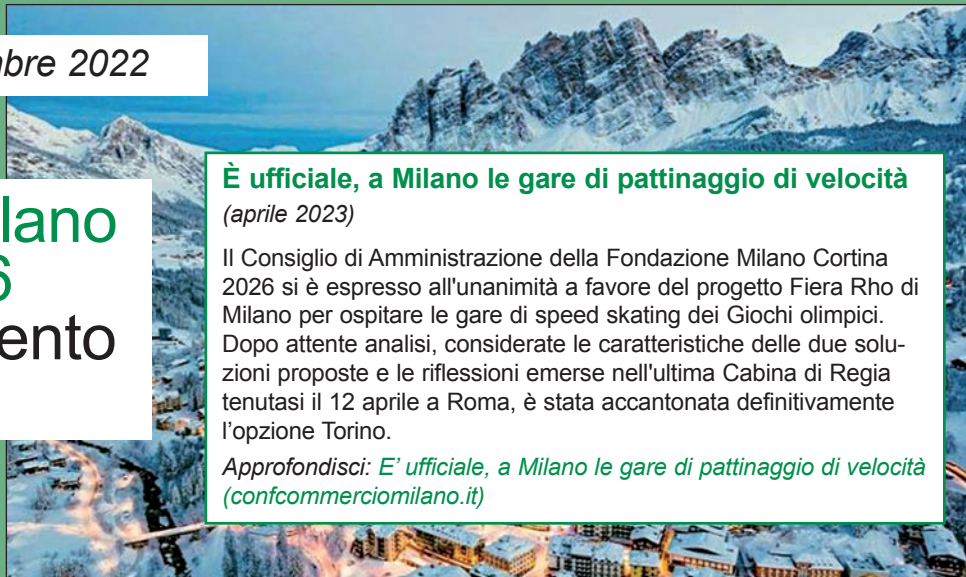 bre 2022
lano
6
ento
È ufficiale, a Milano le gare di pattinaggio di velocità
(aprile 2023)
Il Consiglio di Amministrazione della Fondazione Milano Cortina
2026 si è espresso all'unanimità a favore del progetto Fiera Rho di
Milano per ospitare le gare di speed skating dei Giochi olimpici.
Dopo attente analisi, considerate le caratteristiche delle due solu-
zioni proposte e le riflessioni emerse nell'ultima Cabina di Regia
tenutasi il 12 aprile a Roma, è stata accantonata definitivamente
l’opzione Torino.
Approfondisci: E’ ufficiale, a Milano le gare di pattinaggio di velocità
(confcommerciomilano.it)